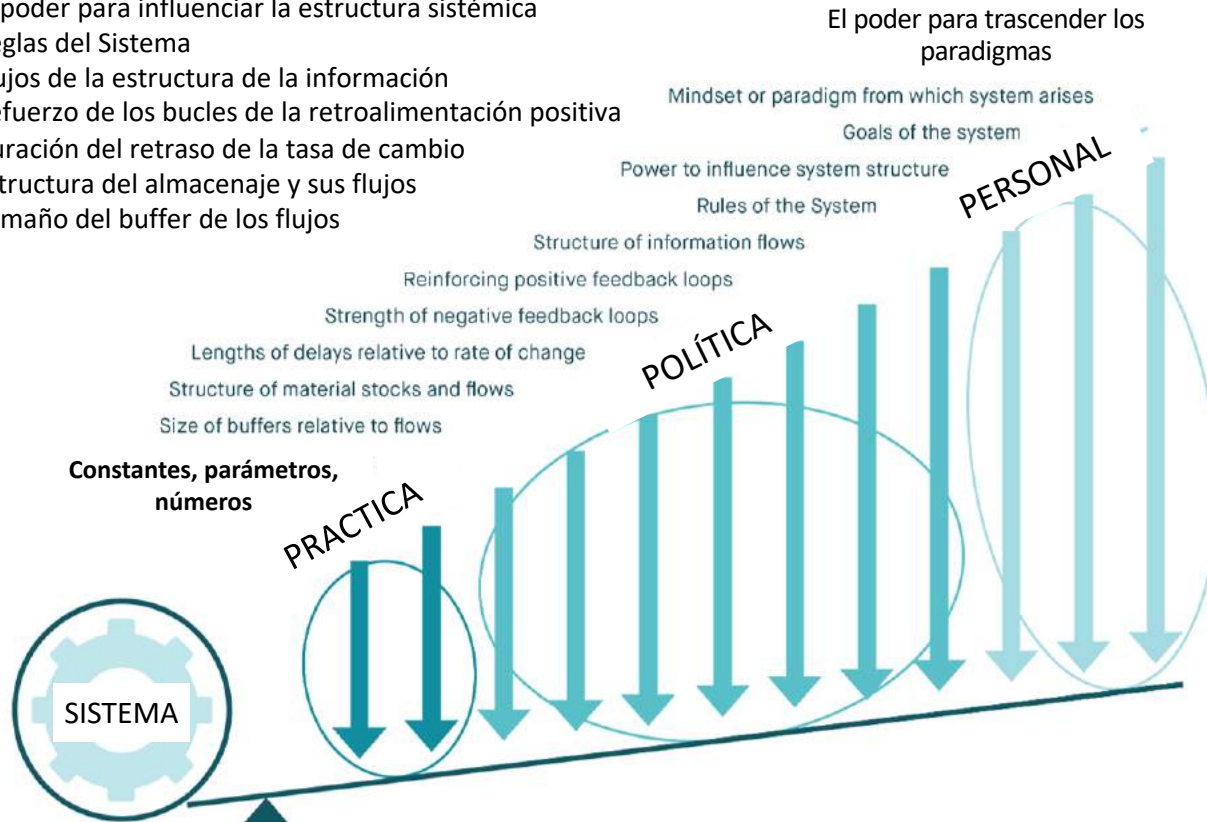 poder para influenciar la estructura sistémica
eglas del Sistema
ujos de la estructura de la información
efuerzo de los bucles de la retroalimentación positiva
uración del retraso de la tasa de cambio
structura del almacenaje y sus flujos
maño del buffer de los flujos
El poder para trascender los
paradigmas
Mindset or paradigm from which system arises
Goals of the system
Power to influence system structure
Rules of the System
Structure of information flows
Reinforcing positive feedback loops
Strength of negative feedback loops
Lengths of delays relative to rate of change
Structure of material stocks and flows
Size of buffers relative to flows
Constantes, parámetros,
números
PRACTICA
POLÍTICA
PERSONAL
SISTEMA